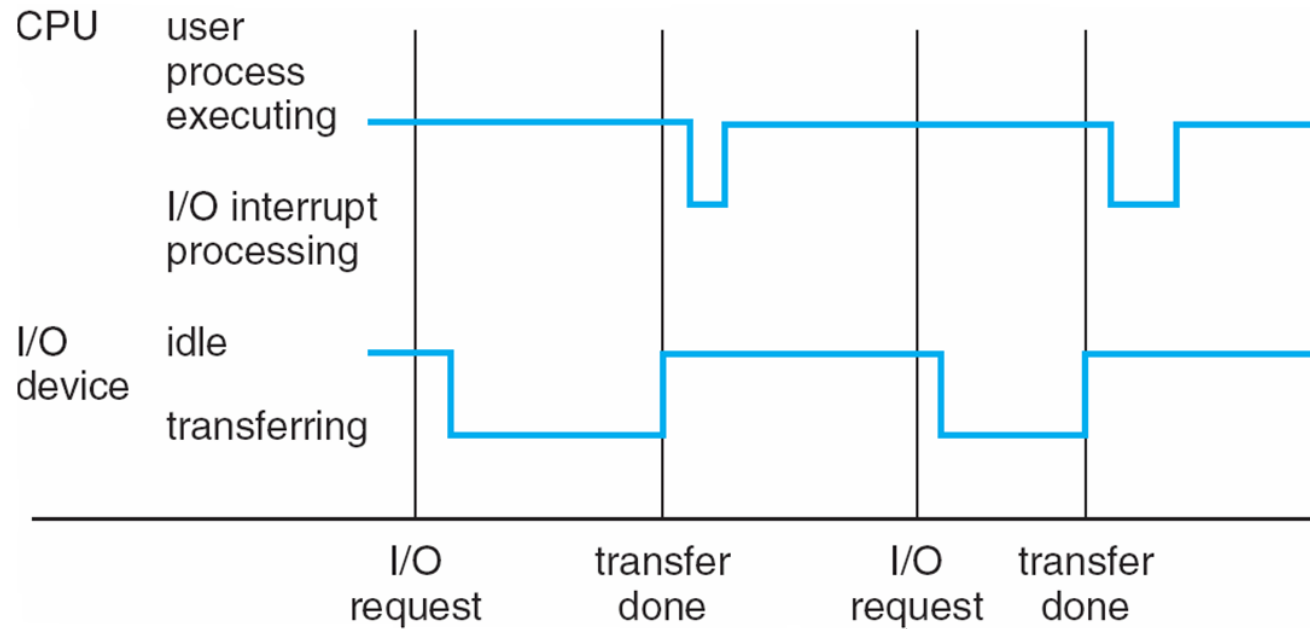 CPU
user
process
executing
I/O interrupt
processing
I/O
device
idle
transferring
I/O
request
transfer
done
I/O
request
transfer
done